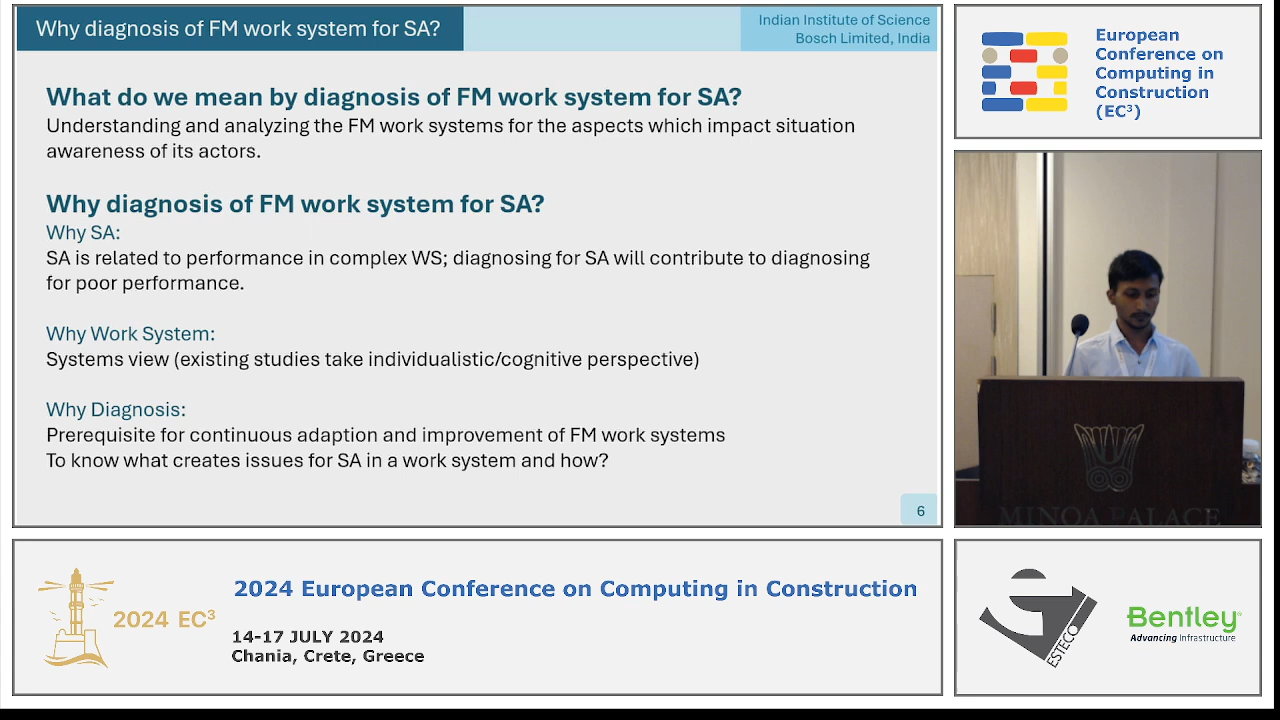 Why diagnosis of FM work system for SA?
Indian Institute of Science
Bosch Limited, India
What do we mean by diagnosis of FM work system for SA?
Understanding and analyzing the FM work systems for the aspects which impact situation
awareness of its actors.
Why diagnosis of FM work system for SA?
Why SA:
SA is related to performance in complex WS; diagnosing for SA will contribute to diagnosing
for poor performance.
Why Work System:
Systems view (existing studies take individualistic/cognitive perspective)
Why Diagnosis:
Prerequisite for continuous adaption and improvement of FM work systems
To know what creates issues for SA in a work system and how?
6
European
Conference on
Computing in
Construction
(EC³)
MINOA PALACE
2024 EC³
2024 European Conference on Computing in Construction
14-17 JULY 2024
Chania, Crete, Greece
ESTECO
Bentley®
Advancing Infrastructure